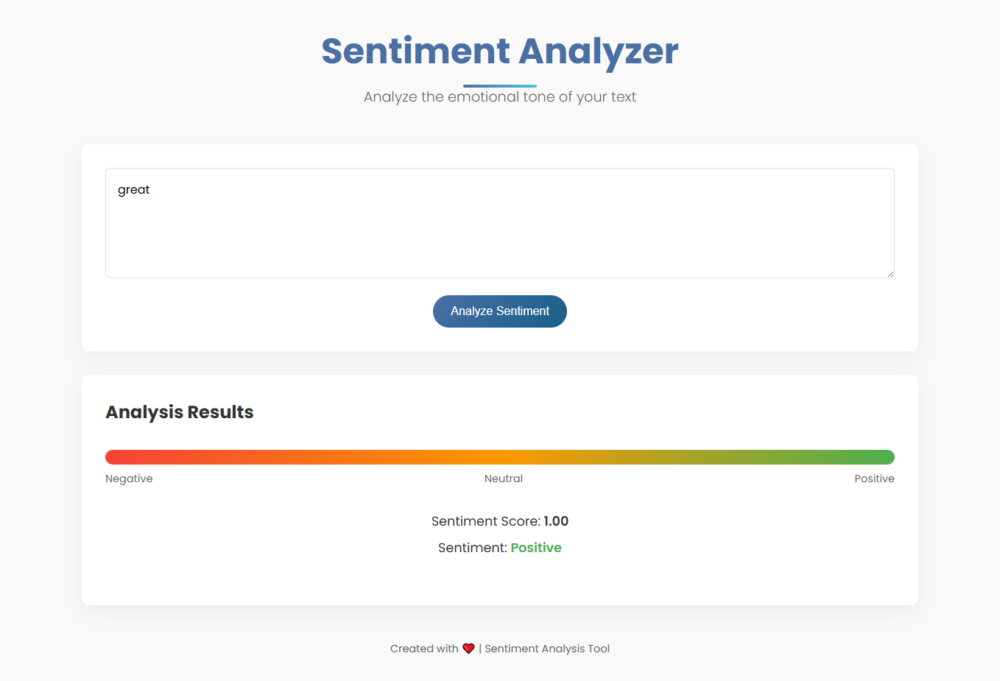 Sentiment Analyzer
Analyze the emotional tone of your text
great
Analyze Sentiment
Analysis Results
Negative Neutral Positive
Sentiment Score: 1.00
Sentiment: Positive
Created with ❤️ | Sentiment Analysis Tool